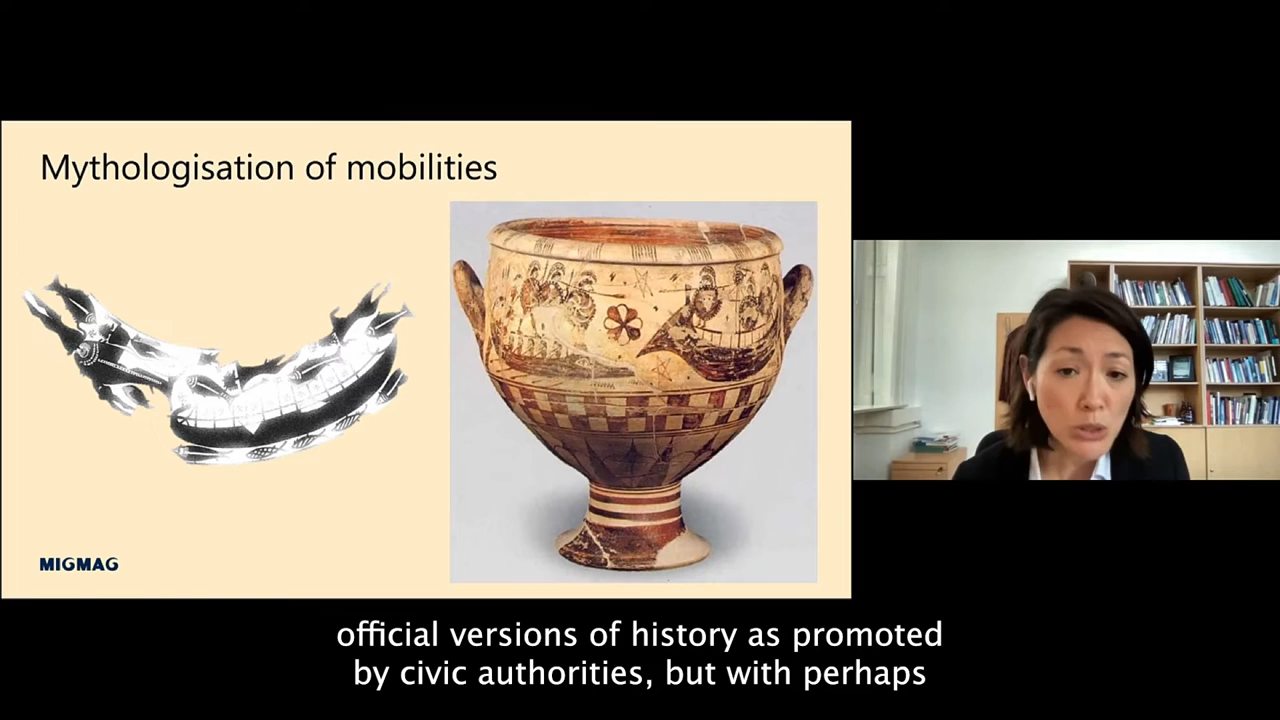 Mythologisation of mobilities
MIGMAG
official versions of history as promoted
by civic authorities, but with perhaps